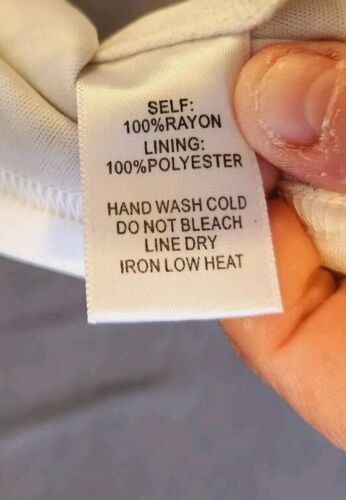 SELF:
100%RAYON
LINING:
100%POLYESTER
HAND WASH COLD
DO NOT BLEACH
LINE DRY
IRON LOW HEAT